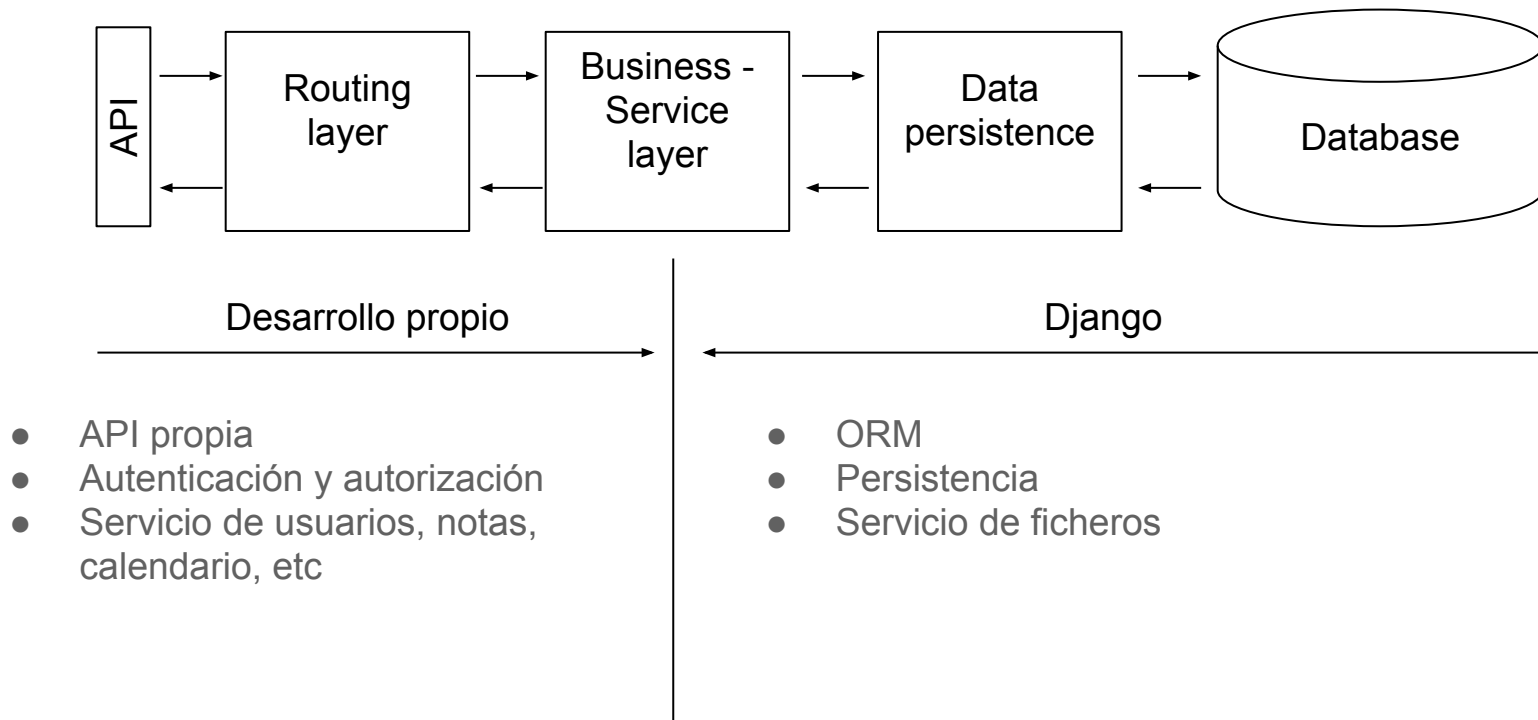 API
Routing
layer
Business -
Service
layer
Data
persistence
Database
Desarrollo propio
Django
● API propia
● Autenticación y autorización
● Servicio de usuarios, notas,
calendario, etc
● ORM
● Persistencia
● Servicio de ficheros